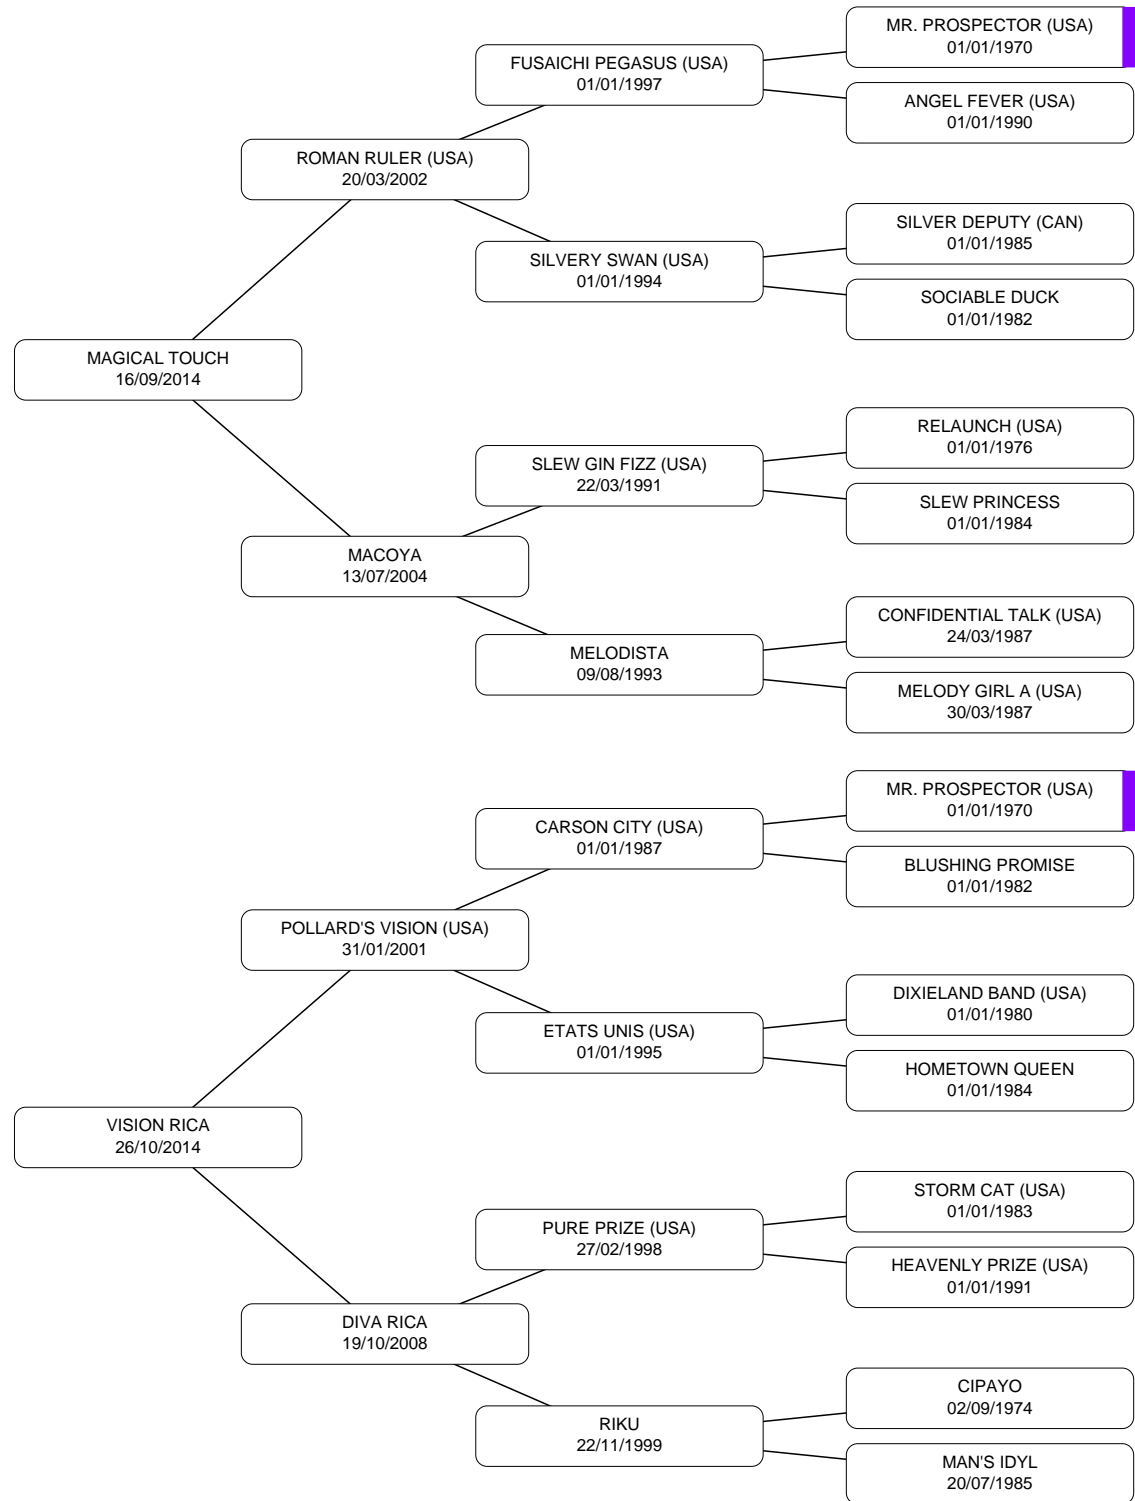 MR. PROSPECTOR (USA)
01/01/1970
FUSAICHI PEGASUS (USA)
01/01/1997
ANGEL FEVER (USA)
01/01/1990
ROMAN RULER (USA)
20/03/2002
SILVER DEPUTY (CAN)
01/01/1985
SILVERY SWAN (USA)
01/01/1994
SOCIABLE DUCK
01/01/1982
MAGICAL TOUCH
16/09/2014
RELAUNCH (USA)
01/01/1976
SLEW GIN FIZZ (USA)
22/03/1991
SLEW PRINCESS
01/01/1984
MACOYA
13/07/2004
CONFIDENTIAL TALK (USA)
24/03/1987
MELODISTA
09/08/1993
MELODY GIRL A (USA)
30/03/1987
MR. PROSPECTOR (USA)
01/01/1970
CARSON CITY (USA)
01/01/1987
BLUSHING PROMISE
01/01/1982
POLLARD'S VISION (USA)
31/01/2001
DIXIELAND BAND (USA)
01/01/1980
ETATS UNIS (USA)
01/01/1995
HOMETOWN QUEEN
01/01/1984
VISION RICA
26/10/2014
STORM CAT (USA)
01/01/1983
PURE PRIZE (USA)
27/02/1998
HEAVENLY PRIZE (USA)
01/01/1991
DIVA RICA
19/10/2008
CIPAYO
02/09/1974
RIKU
22/11/1999
MAN'S IDYL
20/07/1985